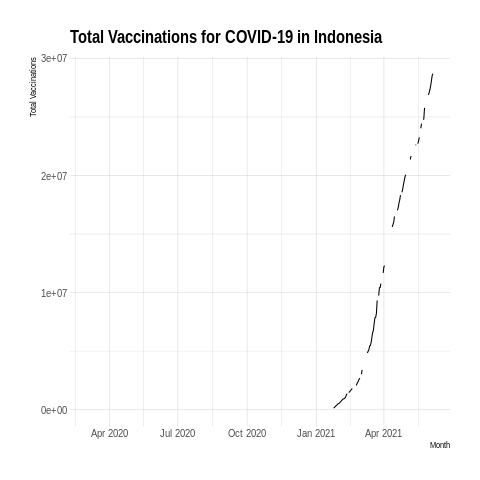 Total Vaccinations for COVID-19 in Indonesia
Total Vaccinations
3e+07
2e+07
1e+07
0e+00
Apr 2020 Jul 2020 Oct 2020 Jan 2021 Apr 2021
Month